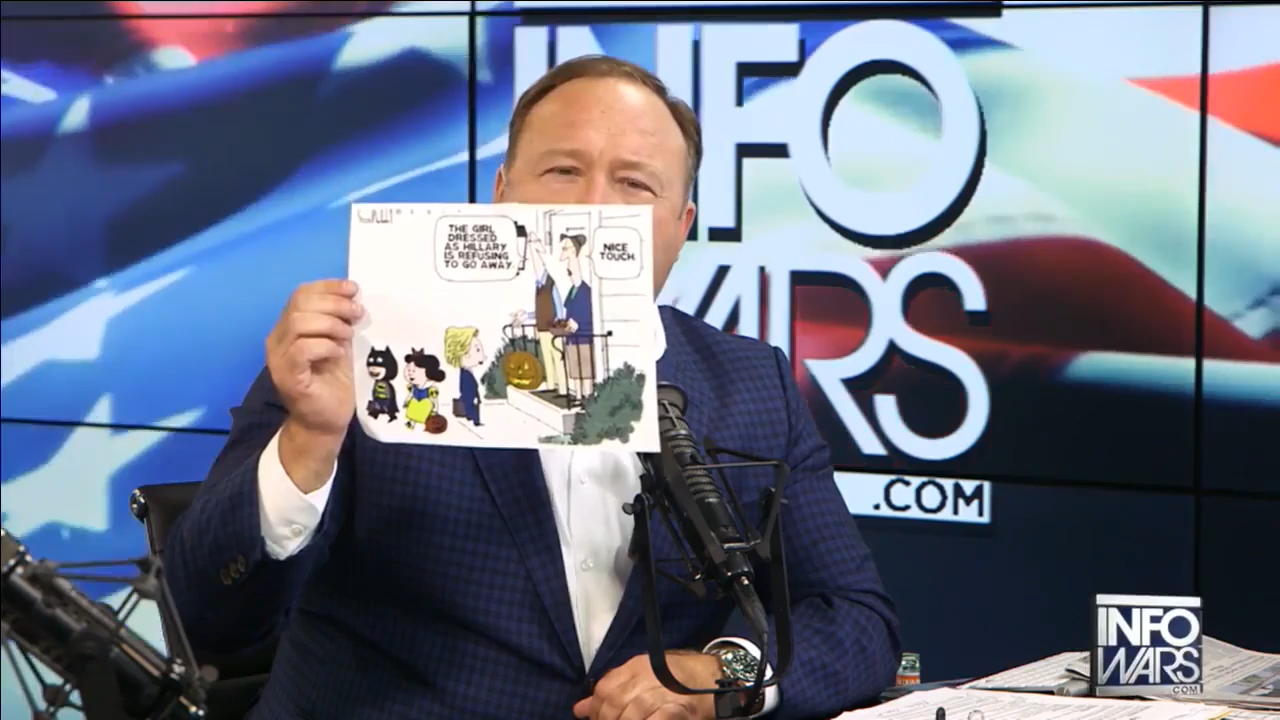 INFO
WARS
.COM
THE GIRL
DRESSED
AS HILLARY
IS REFUSING
TO GO AWAY.
NICE
TOUCH.
INFO
WARS
.COM